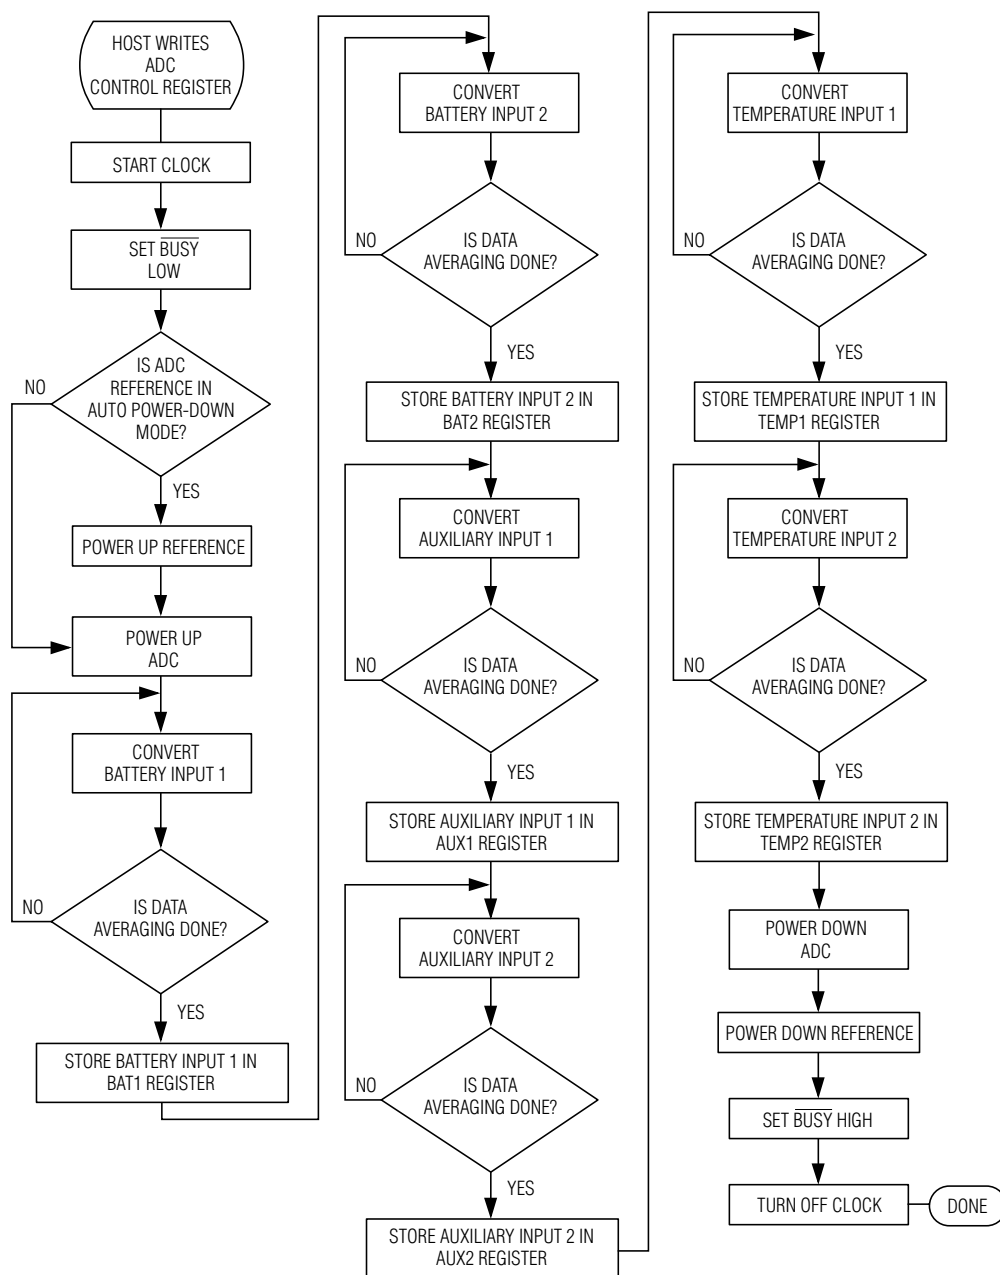 HOST WRITES
ADC
CONTROL REGISTER
START CLOCK
SET BUSY
LOW
IS ADC
REFERENCE IN
AUTO POWER-DOWN
MODE?
NO
YES
POWER UP REFERENCE
POWER UP
ADC
CONVERT
BATTERY INPUT 1
IS DATA
AVERAGING DONE?
NO
YES
STORE BATTERY INPUT 1 IN
BAT1 REGISTER
CONVERT
BATTERY INPUT 2
IS DATA
AVERAGING DONE?
NO
YES
STORE BATTERY INPUT 2 IN
BAT2 REGISTER
CONVERT
AUXILIARY INPUT 1
IS DATA
AVERAGING DONE?
NO
YES
STORE AUXILIARY INPUT 1 IN
AUX1 REGISTER
CONVERT
AUXILIARY INPUT 2
IS DATA
AVERAGING DONE?
NO
YES
STORE AUXILIARY INPUT 2 IN
AUX2 REGISTER
CONVERT
TEMPERATURE INPUT 1
IS DATA
AVERAGING DONE?
NO
YES
STORE TEMPERATURE INPUT 1 IN
TEMP1 REGISTER
CONVERT
TEMPERATURE INPUT 2
IS DATA
AVERAGING DONE?
NO
YES
STORE TEMPERATURE INPUT 2 IN
TEMP2 REGISTER
POWER DOWN
ADC
POWER DOWN REFERENCE
SET BUSY HIGH
TURN OFF CLOCK
DONE